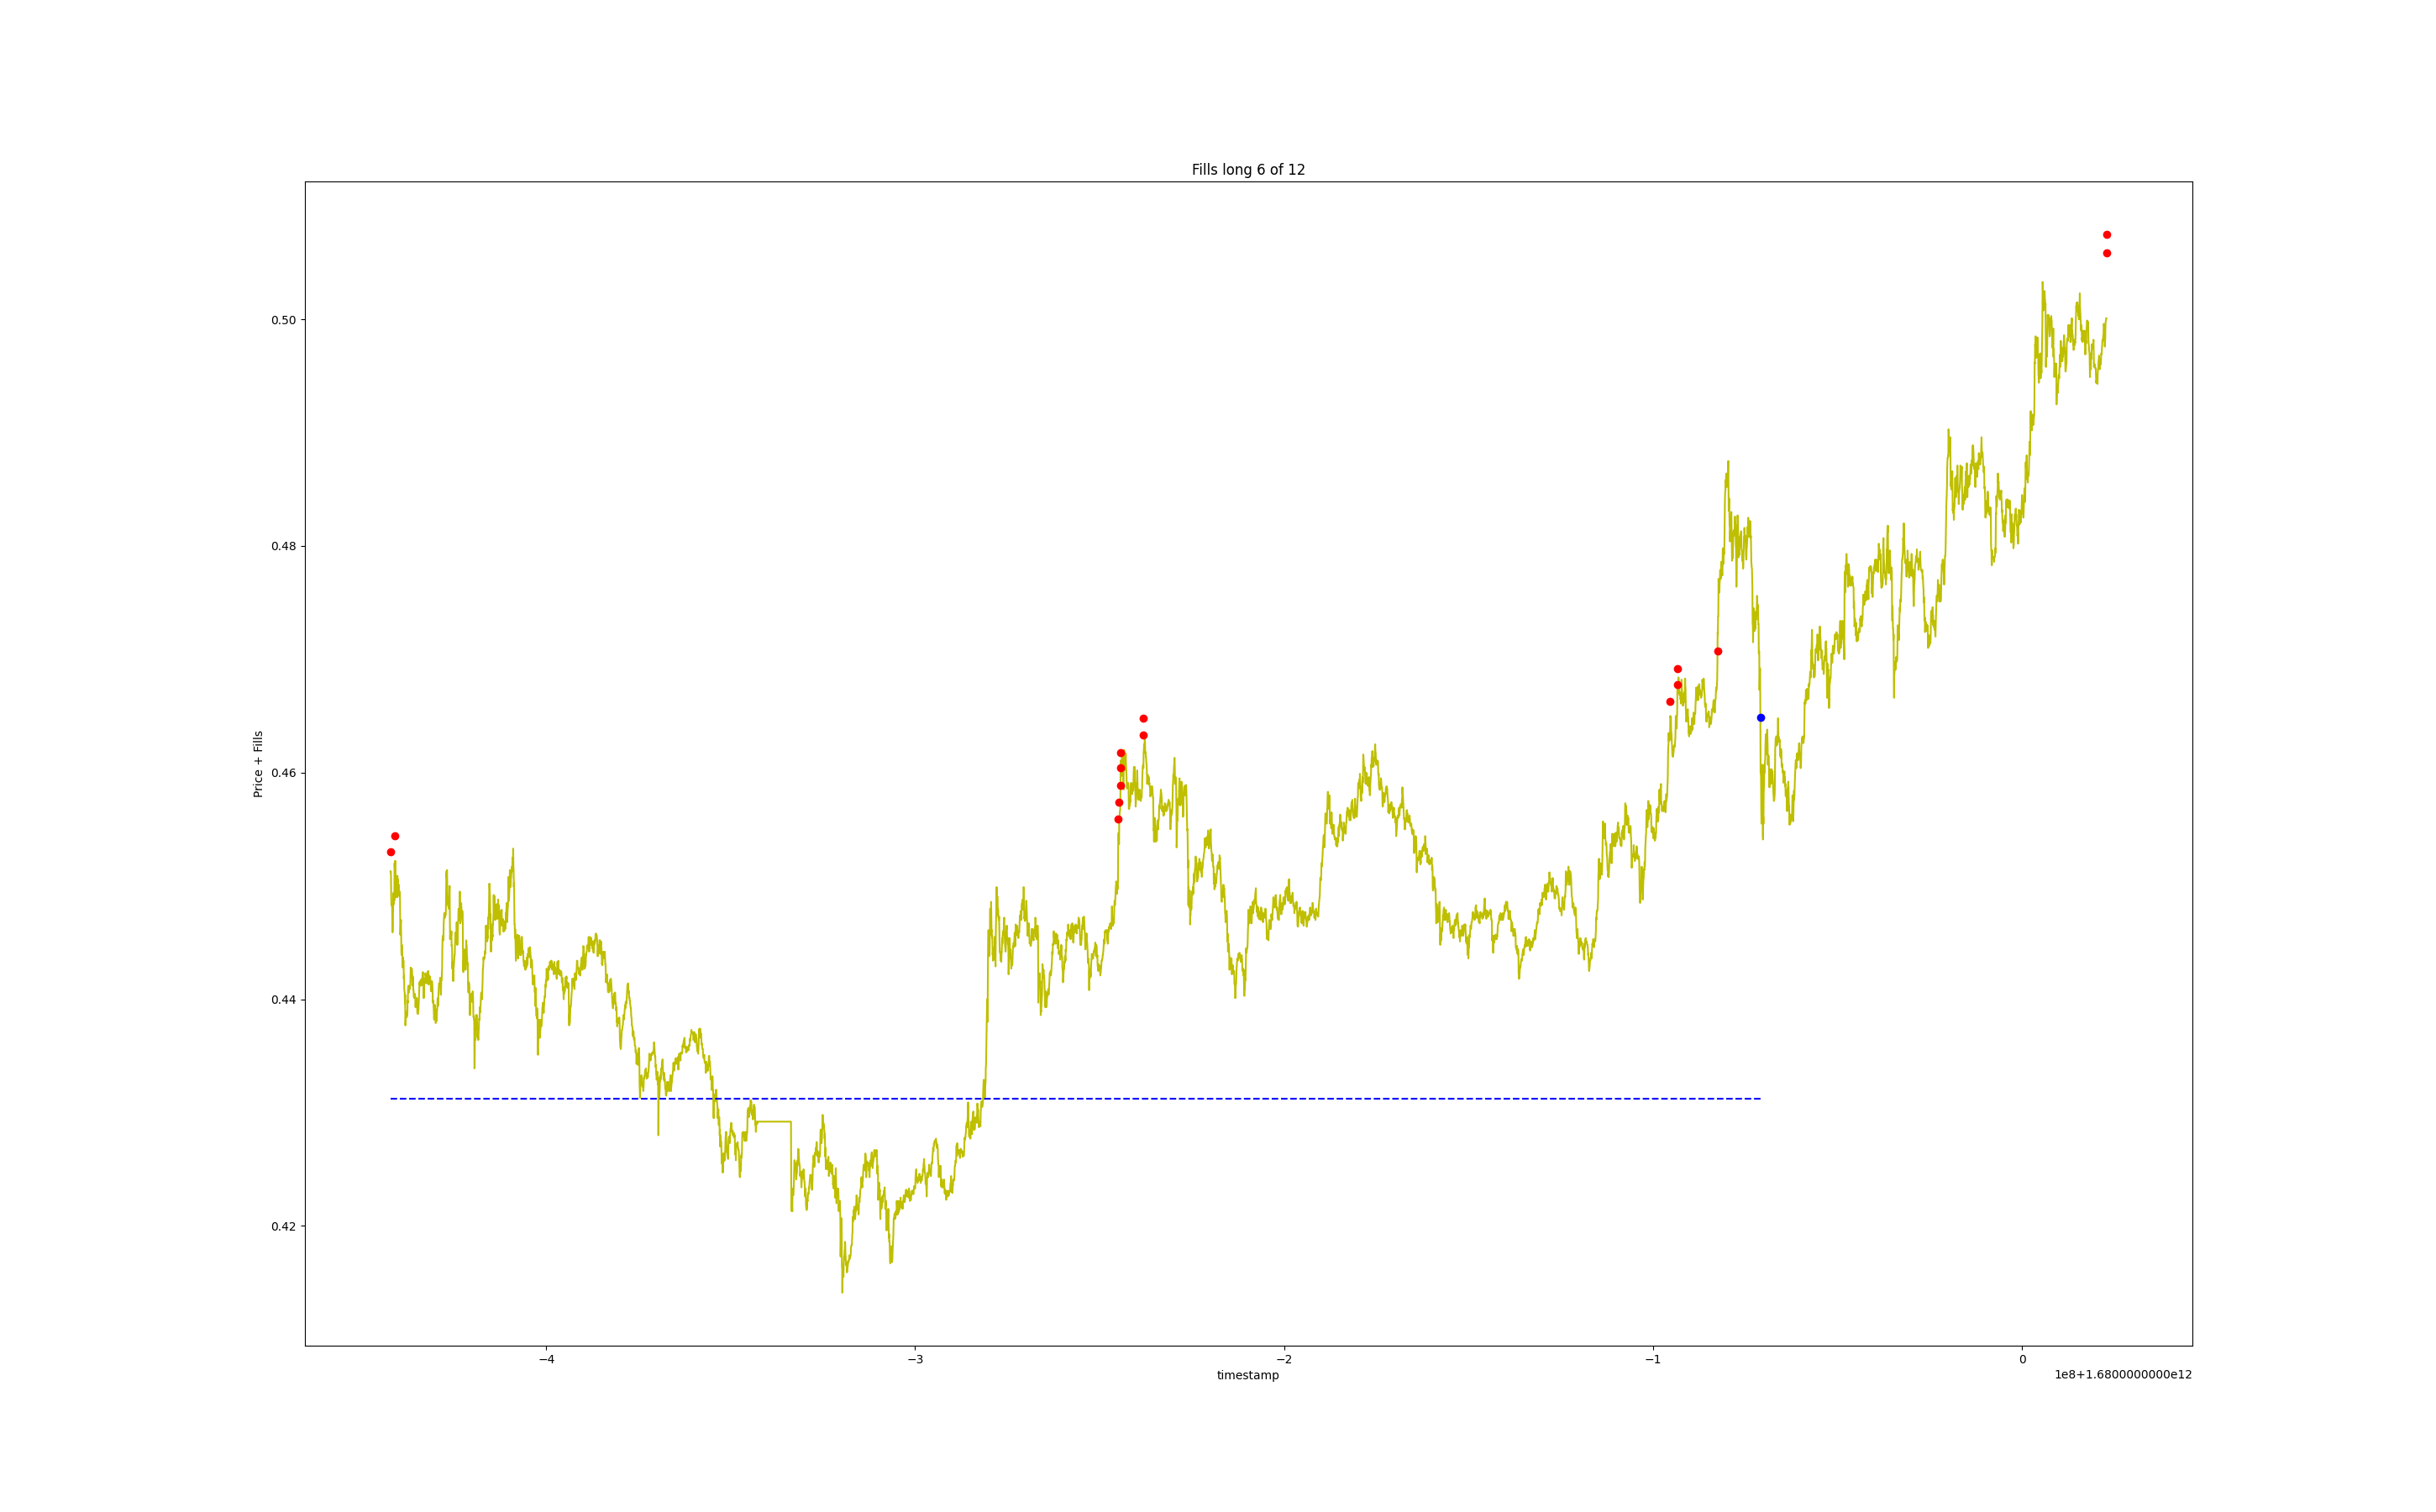 Fills long 6 of 12
Price + Fills
0.50
0.48
0.46
0.44
0.42
−4
−3
−2
−1
0
timestamp
1e8+1.6800000000e12